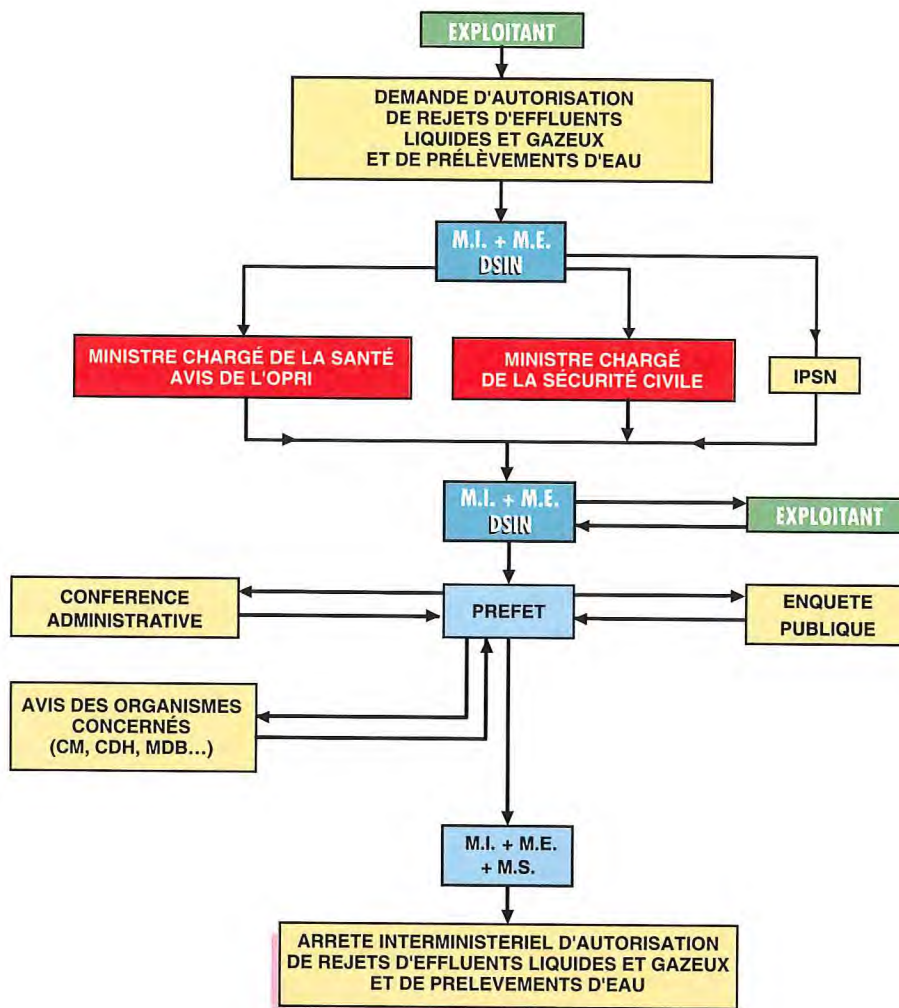 EXPLOITANT
DEMANDE D'AUTORISATION
DE REJETS D'EFFLUENTS
LIQUIDES ET GAZEUX
ET DE PRÉLÈVEMENTS D'EAU
M.I. + M.E.
DSIN
MINISTRE CHARGÉ DE LA SANTÉ
AVIS DE L'OPRI
MINISTRE CHARGÉ
DE LA SÉCURITÉ CIVILE
IPSN
M.I. + M.E.
DSIN
EXPLOITANT
CONFERENCE
ADMINISTRATIVE
PREFET
ENQUETE
PUBLIQUE
AVIS DES ORGANISMES
CONCERNÉS
(CM, CDH, MDB...)
M.I. + M.E.
+ M.S.
ARRETE INTERMINISTERIEL D'AUTORISATION
DE REJETS D'EFFLUENTS LIQUIDES ET GAZEUX
ET DE PRELEVEMENTS D'EAU